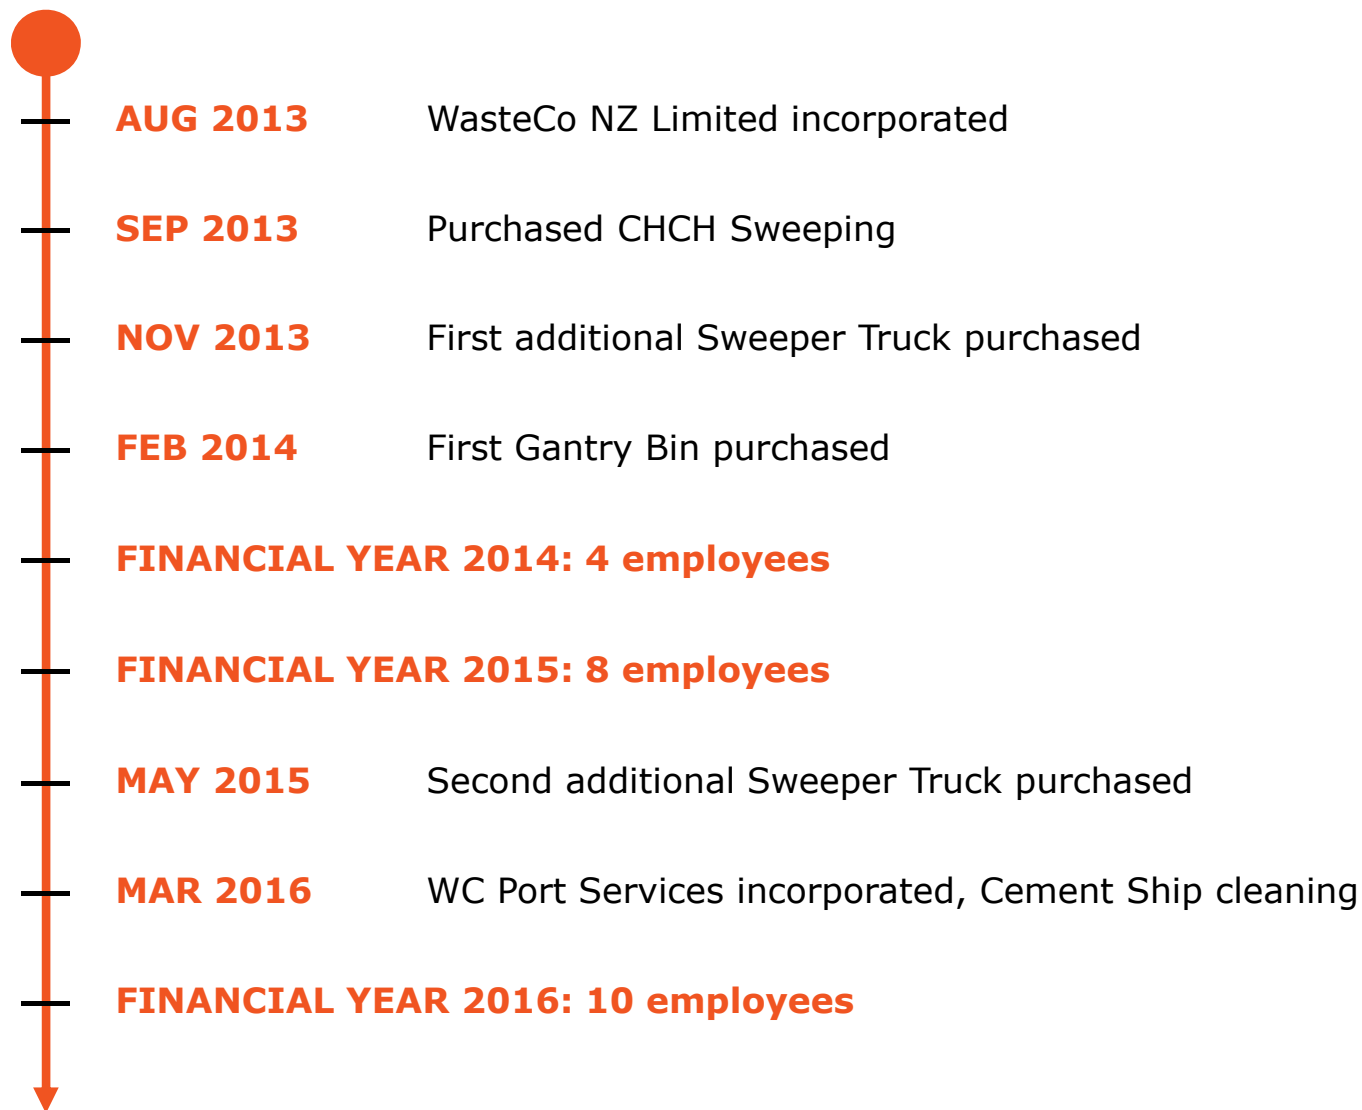 AUG 2013 WasteCo NZ Limited incorporated
SEP 2013 Purchased CHCH Sweeping
NOV 2013 First additional Sweeper Truck purchased
FEB 2014 First Gantry Bin purchased
FINANCIAL YEAR 2014: 4 employees
FINANCIAL YEAR 2015: 8 employees
MAY 2015 Second additional Sweeper Truck purchased
MAR 2016 WC Port Services incorporated, Cement Ship cleaning
FINANCIAL YEAR 2016: 10 employees